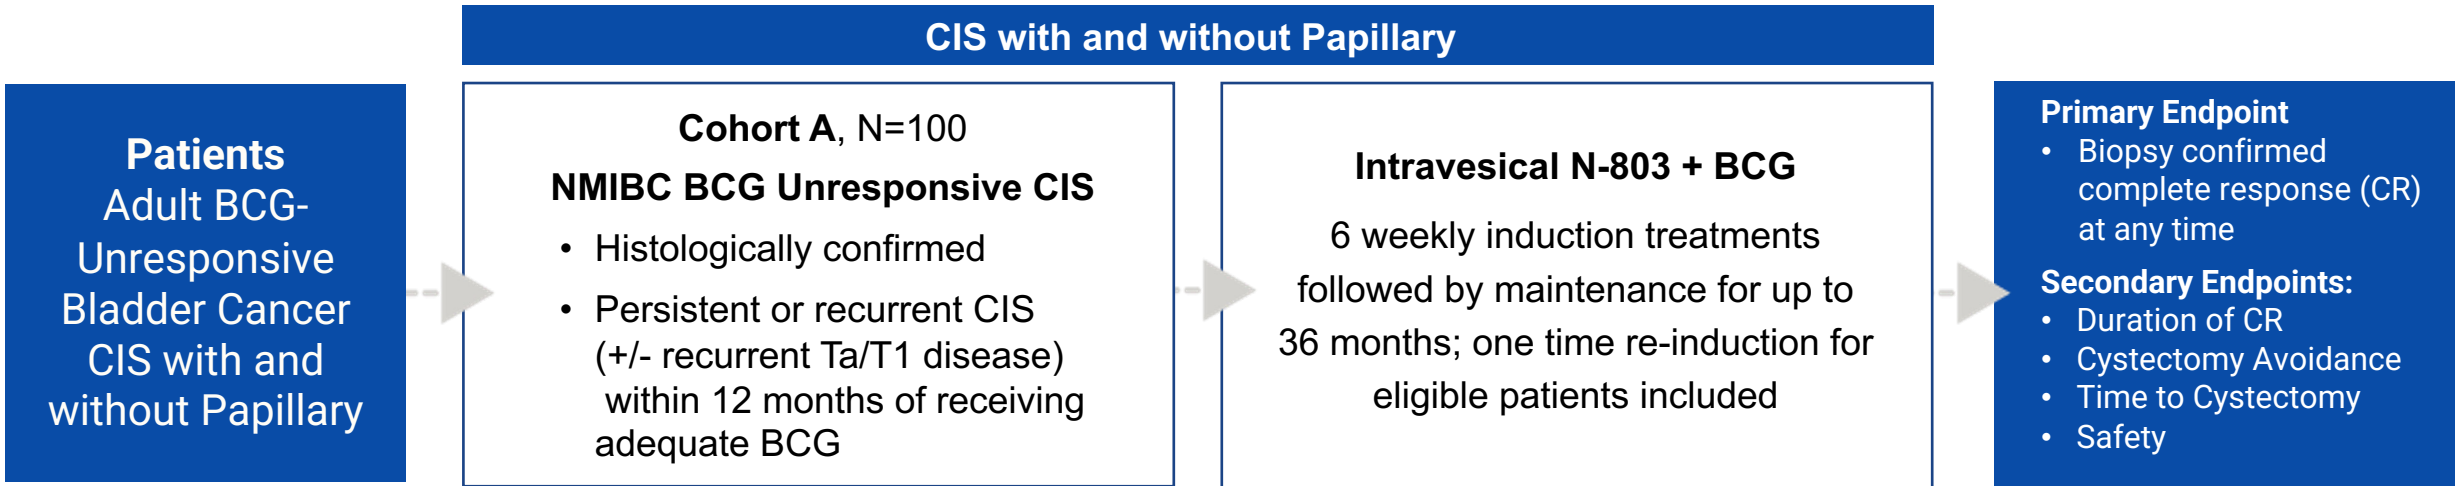 CIS with and without Papillary
Patients
Adult BCG-
Unresponsive
Bladder Cancer
CIS with and
without Papillary
Cohort A, N=100
NMIBC BCG Unresponsive CIS
• Histologically confirmed
• Persistent or recurrent CIS
(+/- recurrent Ta/T1 disease)
within 12 months of receiving
adequate BCG
Intravesical N-803 + BCG
6 weekly induction treatments
followed by maintenance for up to
36 months; one time re-induction for
eligible patients included
Primary Endpoint
• Biopsy confirmed
complete response (CR)
at any time
Secondary Endpoints:
• Duration of CR
• Cystectomy Avoidance
• Time to Cystectomy
• Safety